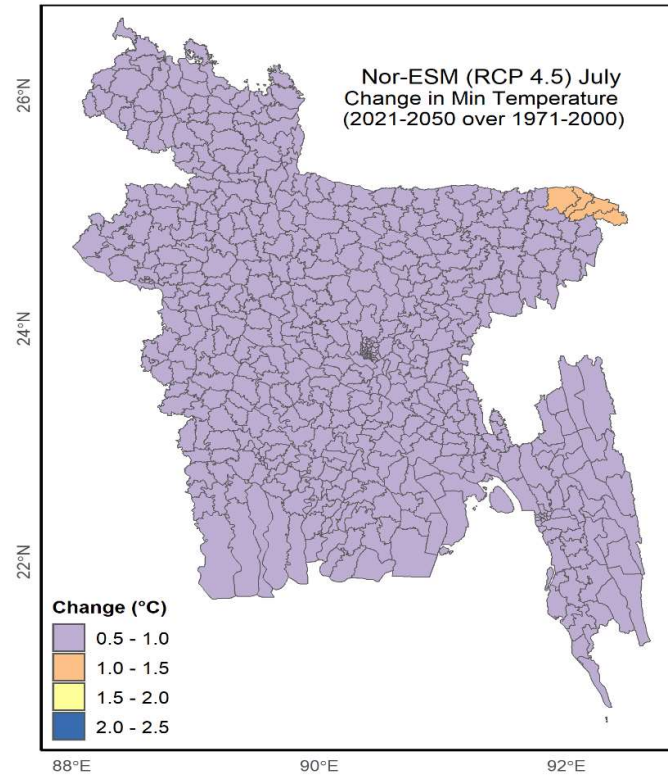 Nor-ESM (RCP 4.5) July
Change in Min Temperature
(2021-2050 over 1971-2000)
26°N
24°N
22°N
Change (°C)
0.5 - 1.0
1.0 - 1.5
1.5 - 2.0
2.0 - 2.5
88°E
90°E
92°E